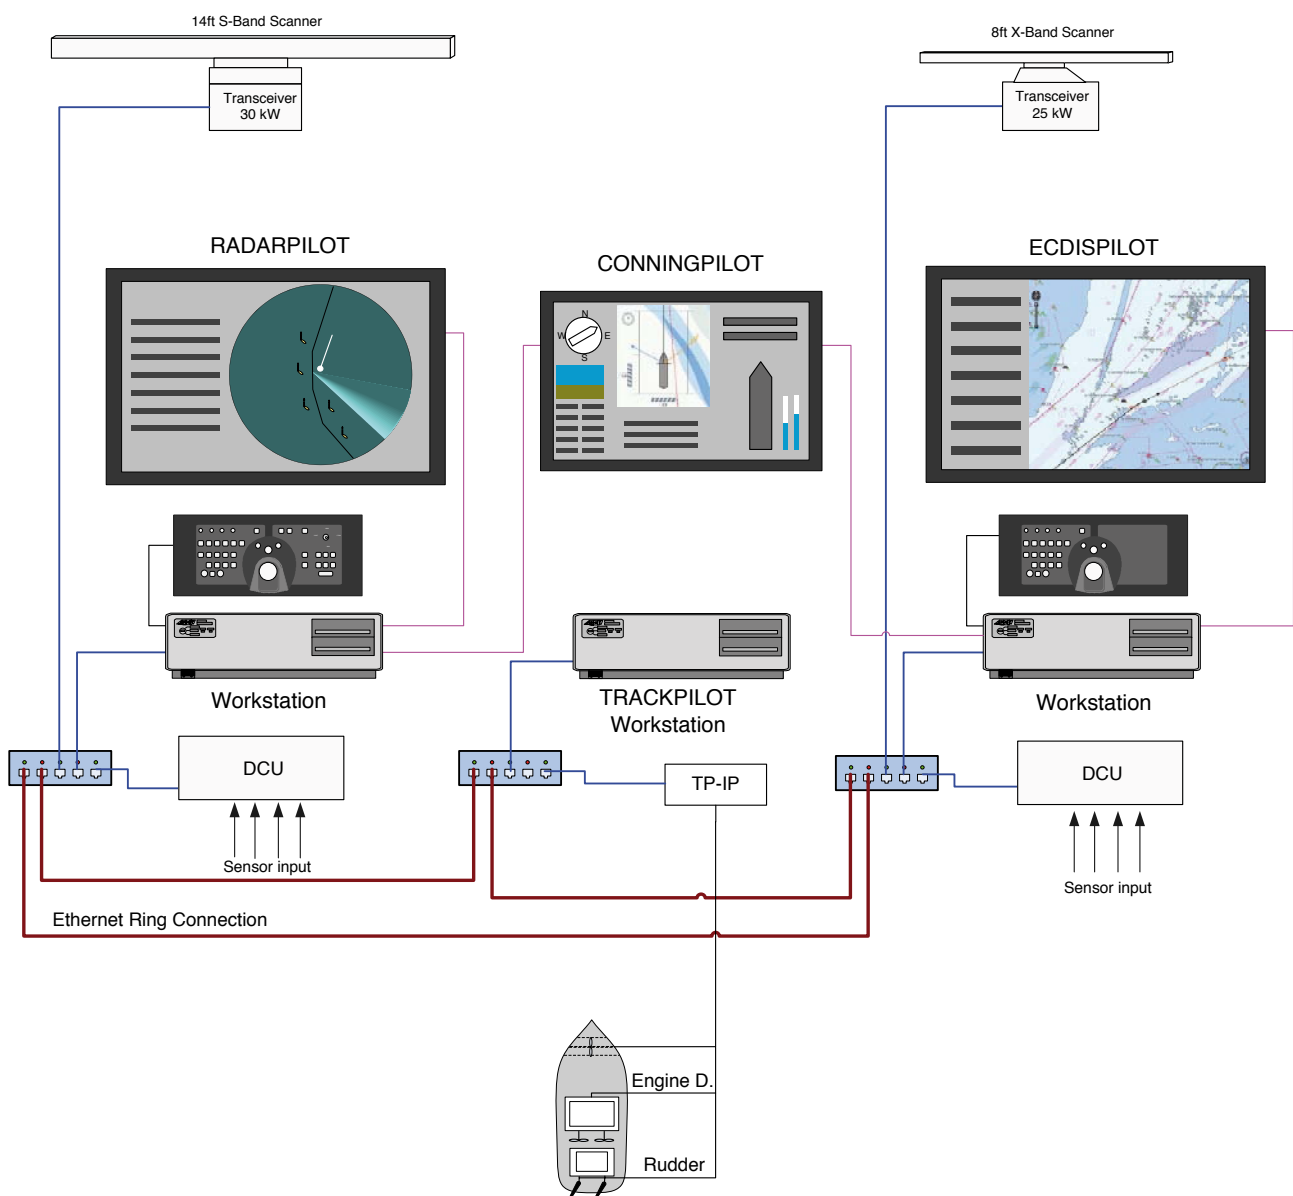 14ft S-Band Scanner
8ft X-Band Scanner
Transceiver
30 kW
Transceiver
25 kW
RADARPILOT
CONNINGPILOT
ECDISPILOT
N
W
E
S
Workstation
TRACKPILOT
Workstation
Workstation
DCU
TP-IP
DCU
Sensor input
Sensor input
Ethernet Ring Connection
Engine D.
Rudder